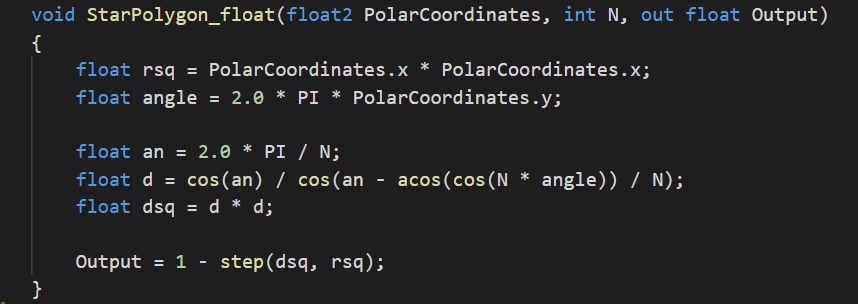 void StarPolygon_float(float2 PolarCoordinates, int N, out float Output)
{
    float rsq = PolarCoordinates.x * PolarCoordinates.x;
    float angle = 2.0 * PI * PolarCoordinates.y;

    float an = 2.0 * PI / N;
    float d = cos(an) / cos(an - acos(cos(N * angle)) / N);
    float dsq = d * d;

    Output = 1 - step(dsq, rsq);
}